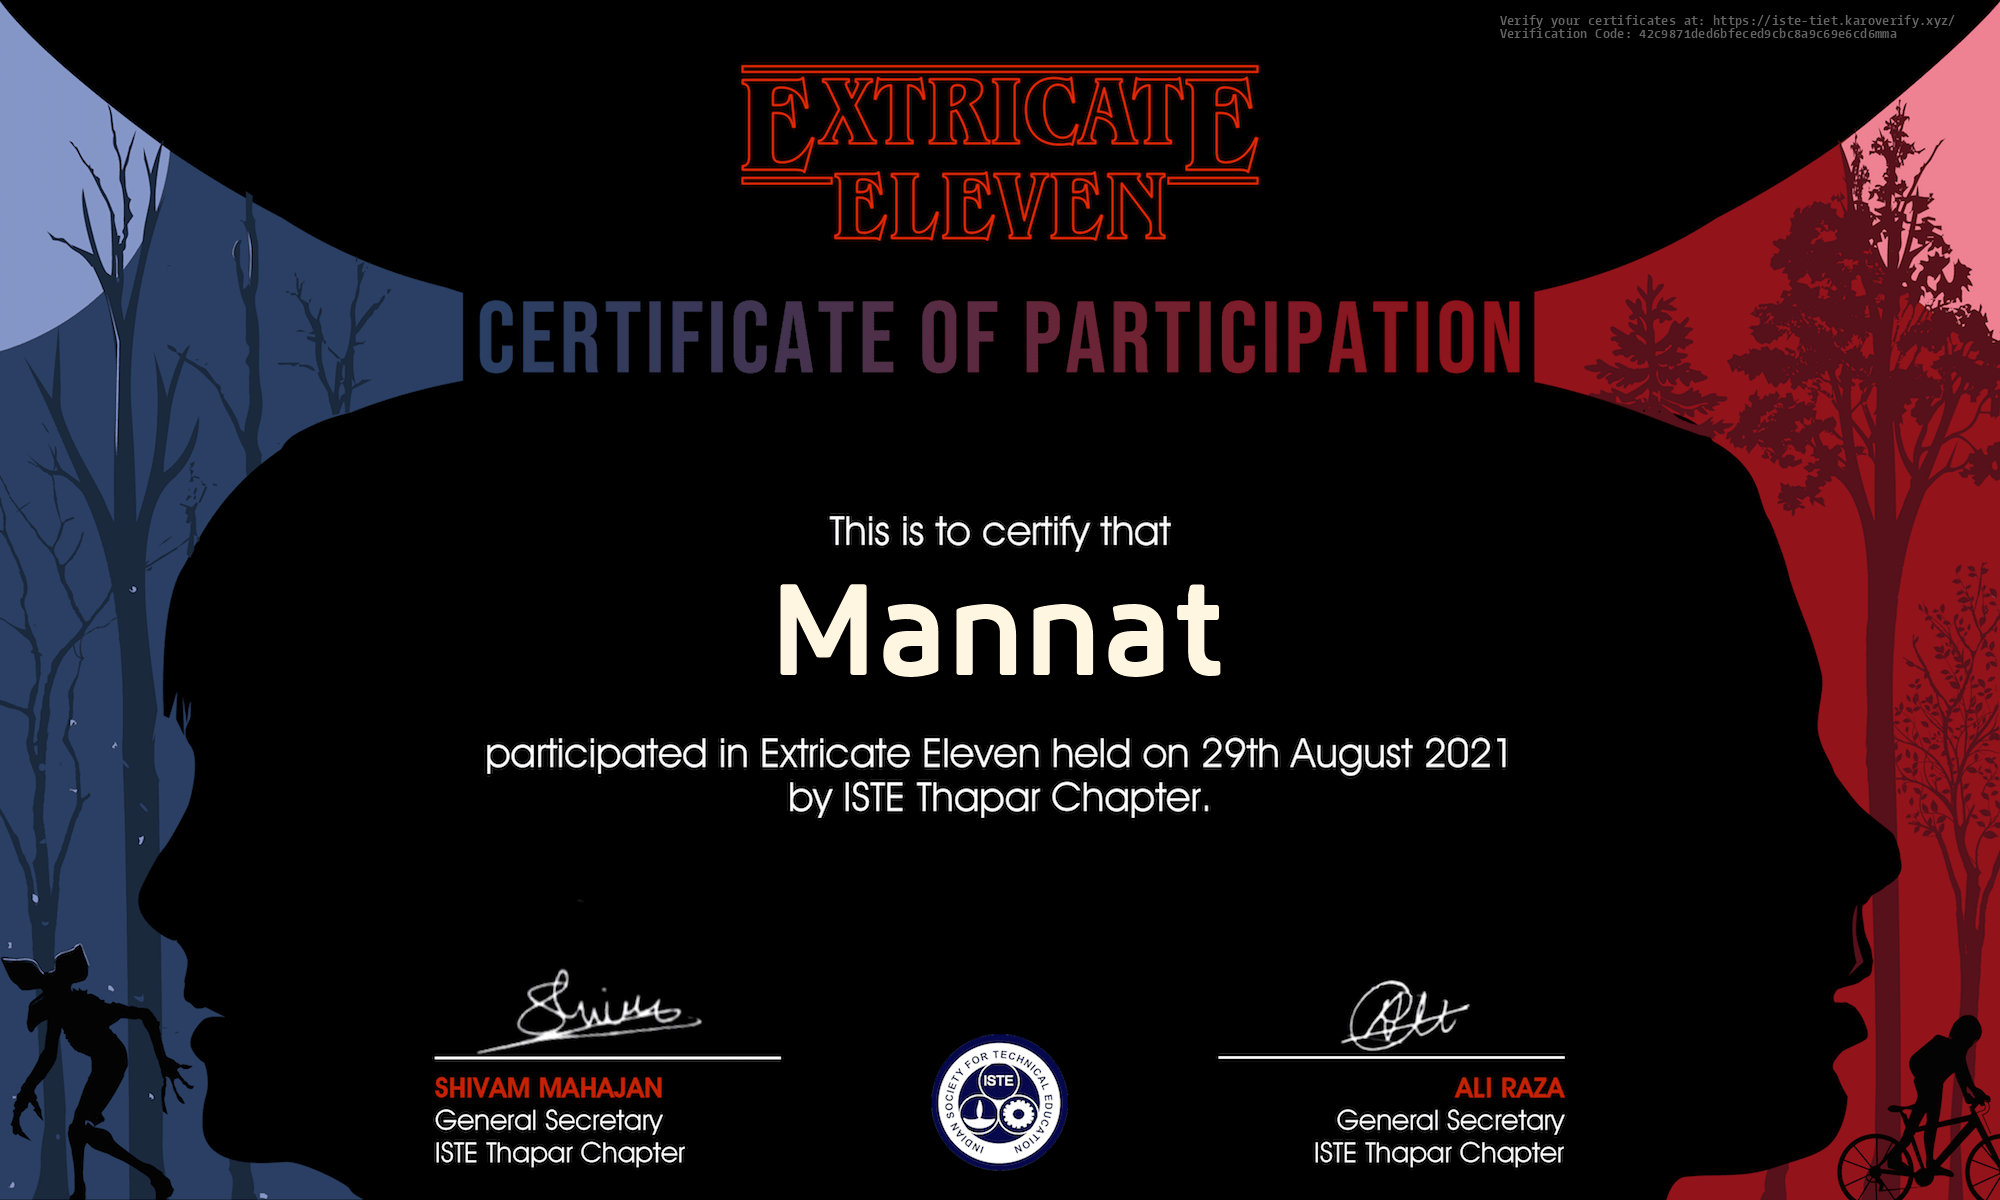 Verify your certificates at: https://iste-tiet.karoverify.xyz/
Verification Code: 42c9871ded6bfeced9cbc8a9c69e6cd6mma
EXTRICATE
ELEVEN
CERTIFICATE OF PARTICIPATION
This is to certify that
Mannat
participated in Extricate Eleven held on 29th August 2021
by ISTE Thapar Chapter.
SHIVAM MAHAJAN
General Secretary
ISTE Thapar Chapter
INDIAN SOCIETY FOR TECHNICAL EDUCATION
ISTE
ALI RAZA
General Secretary
ISTE Thapar Chapter